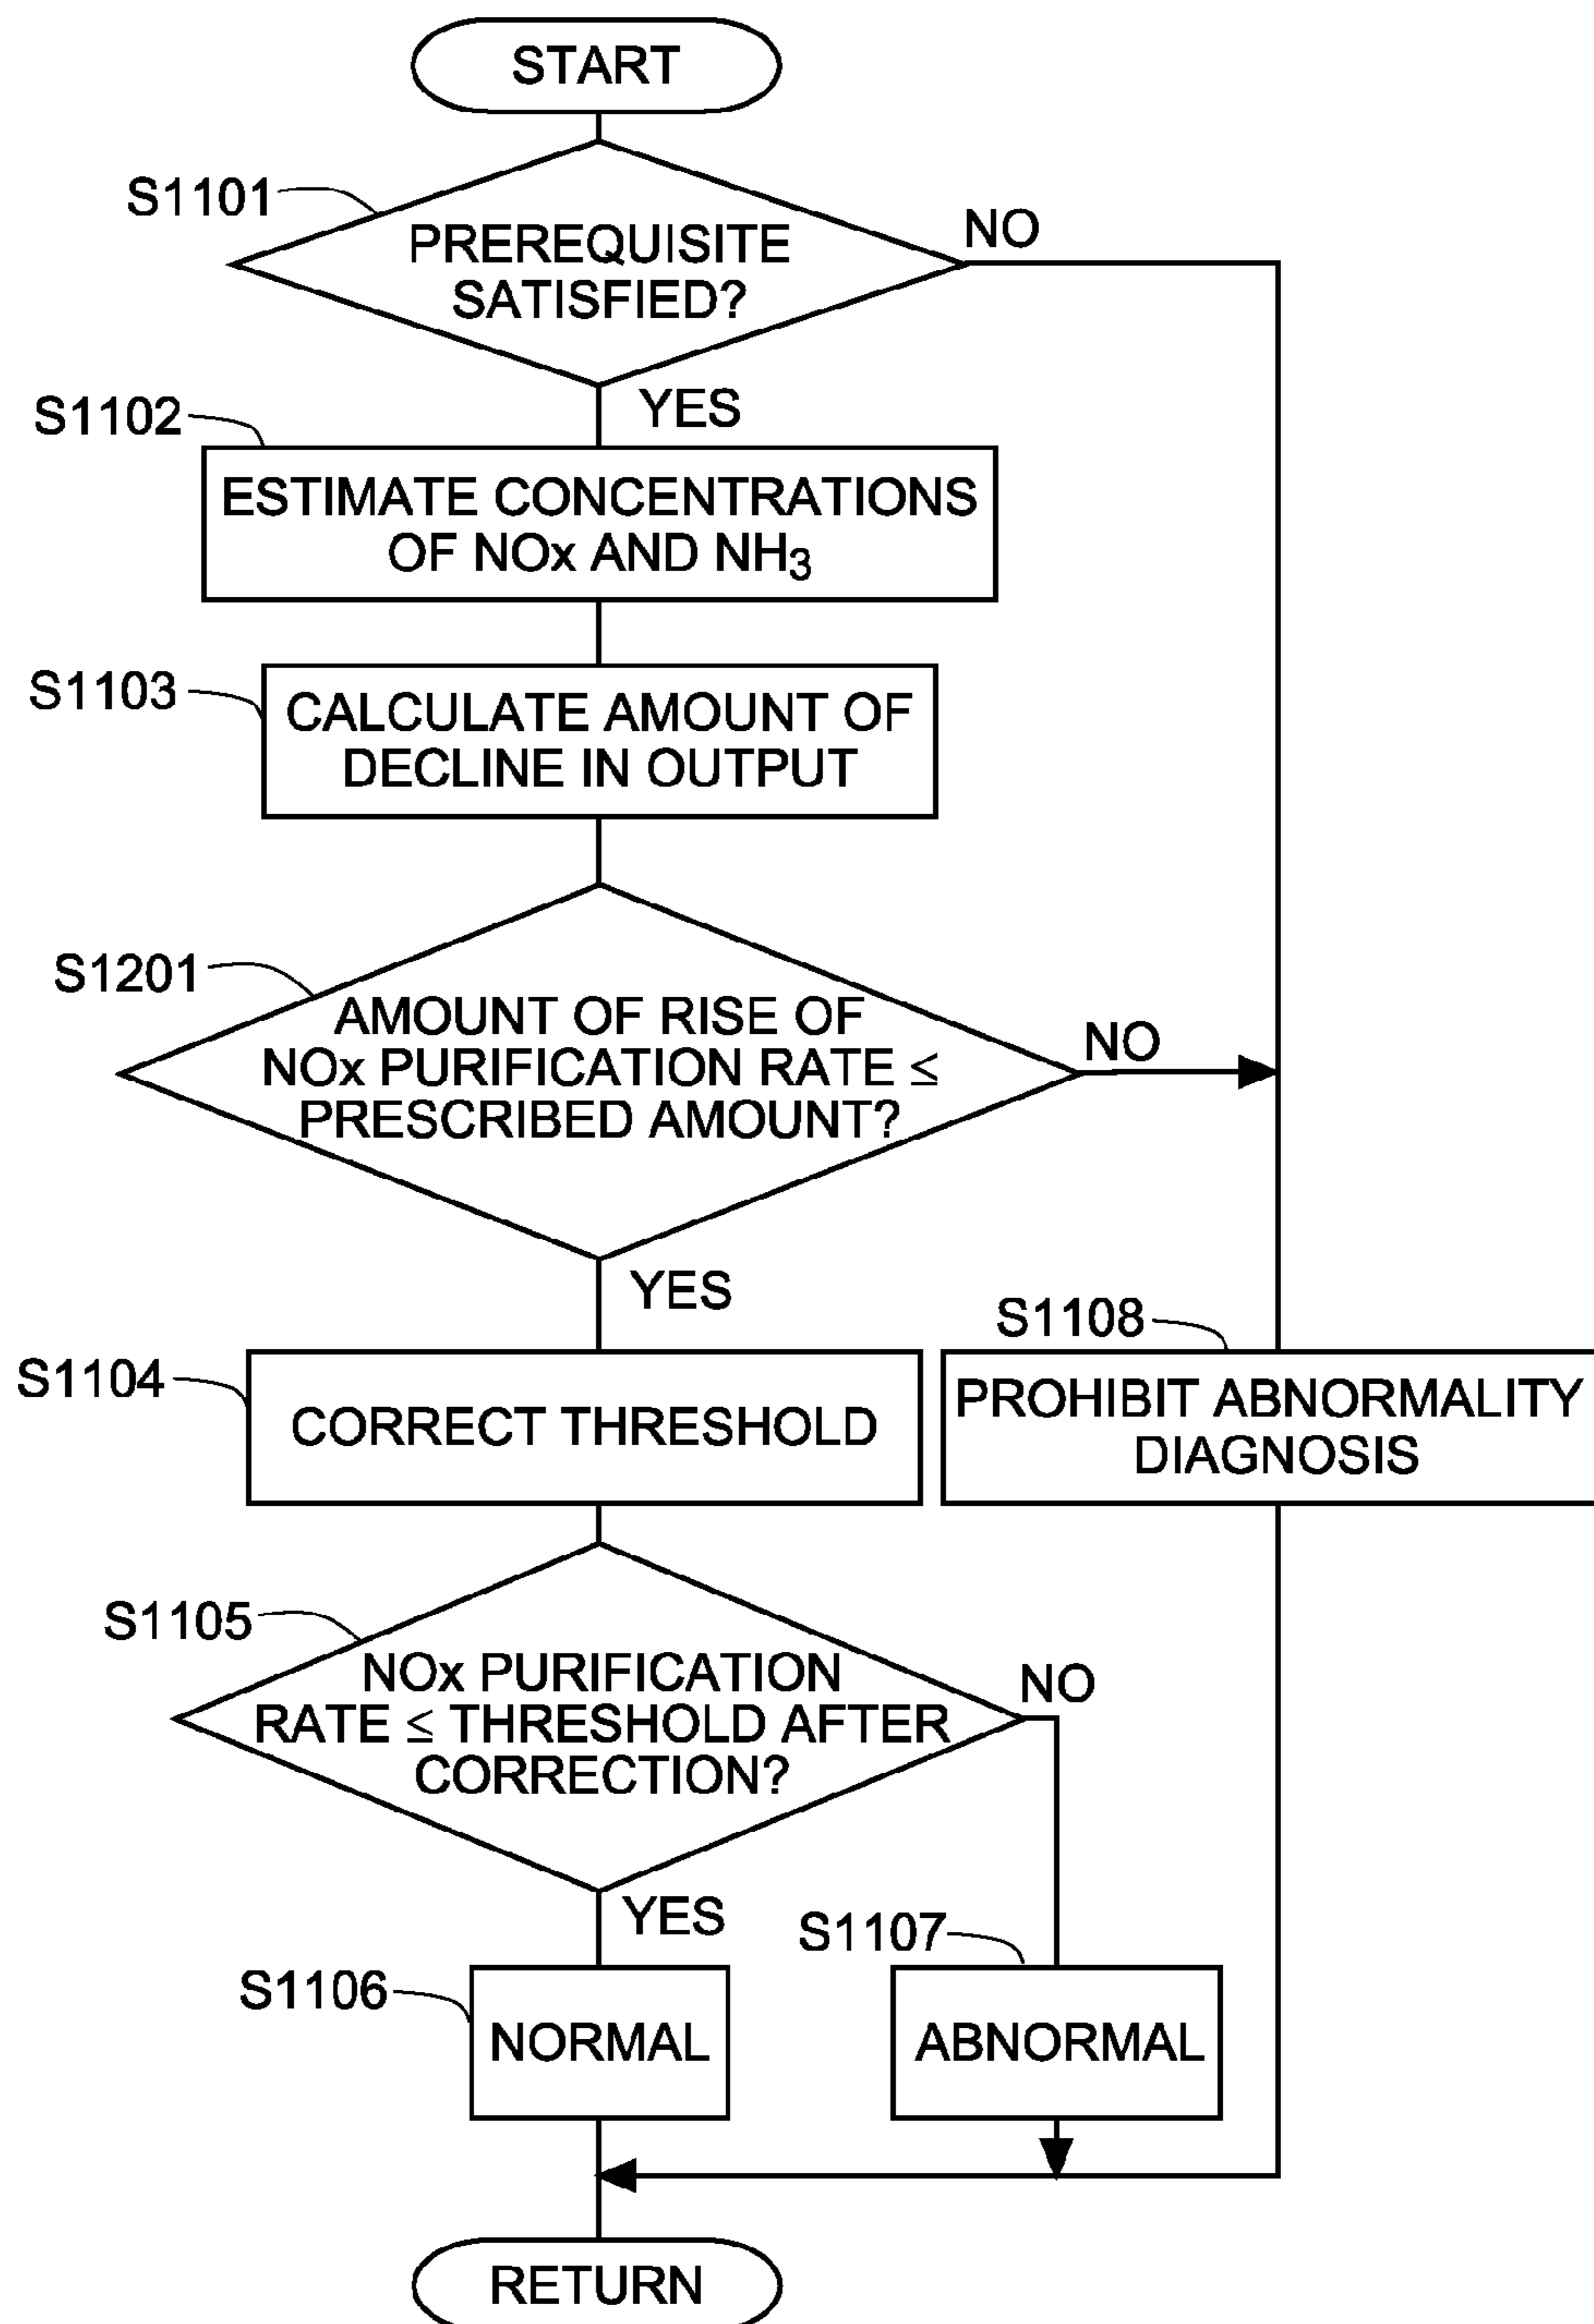 START
S1101
PREREQUISITE
SATISFIED?
NO
YES
S1102
ESTIMATE CONCENTRATIONS
OF NOx AND NH₃
S1103
CALCULATE AMOUNT OF
DECLINE IN OUTPUT
S1201
AMOUNT OF RISE OF
NOx PURIFICATION RATE ≤
PRESCRIBED AMOUNT?
NO
YES
S1104
CORRECT THRESHOLD
S1108
PROHIBIT ABNORMALITY
DIAGNOSIS
S1105
NOx PURIFICATION
RATE ≤ THRESHOLD AFTER
CORRECTION?
NO
YES
S1106
NORMAL
S1107
ABNORMAL
RETURN